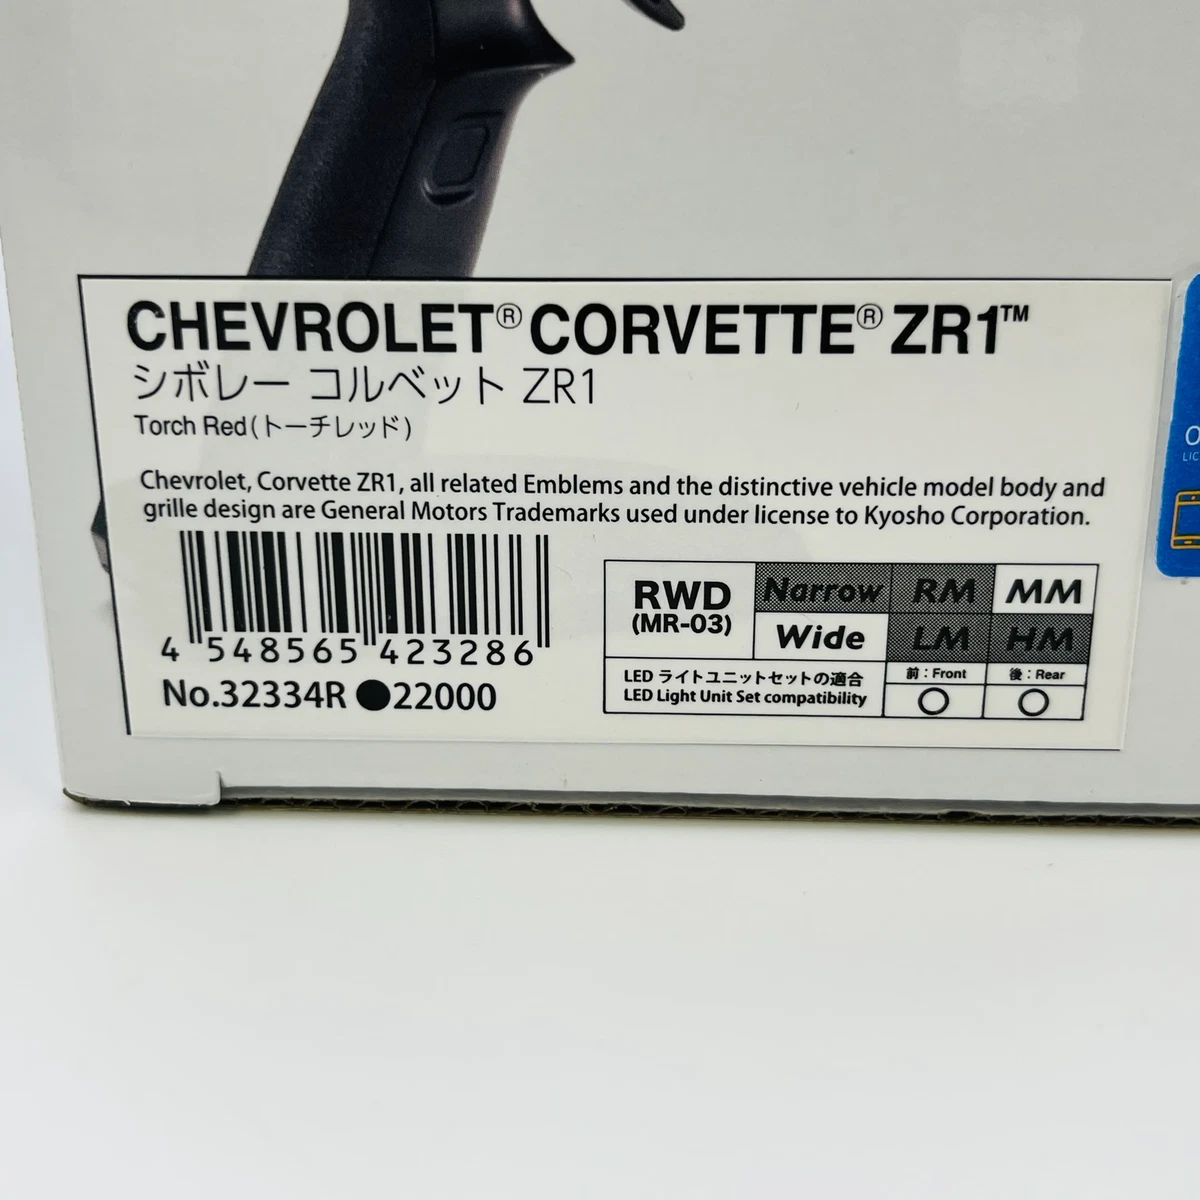 CHEVROLET® CORVETTE® ZR1™
シボレー コルベット ZR1
Torch Red(トーチレッド)
Chevrolet, Corvette ZR1, all related Emblems and the distinctive vehicle model body and
grille design are General Motors Trademarks used under license to Kyosho Corporation.
4 548565 423286
No.32334R ●22000
RWD
(MR-03)
Narrow RM MM
Wide LM HM
LED ライトユニットセットの適合
LED Light Unit Set compatibility
前:Front 後:Rear
○ ○